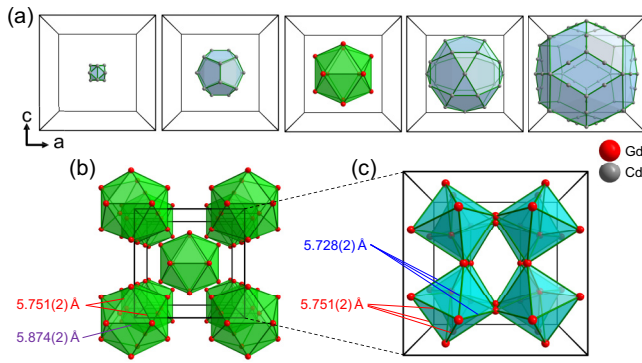 (a)
c
a
Gd
Cd
(b)
(c)
5.728(2) Å
5.751(2) Å
5.751(2) Å
5.874(2) Å